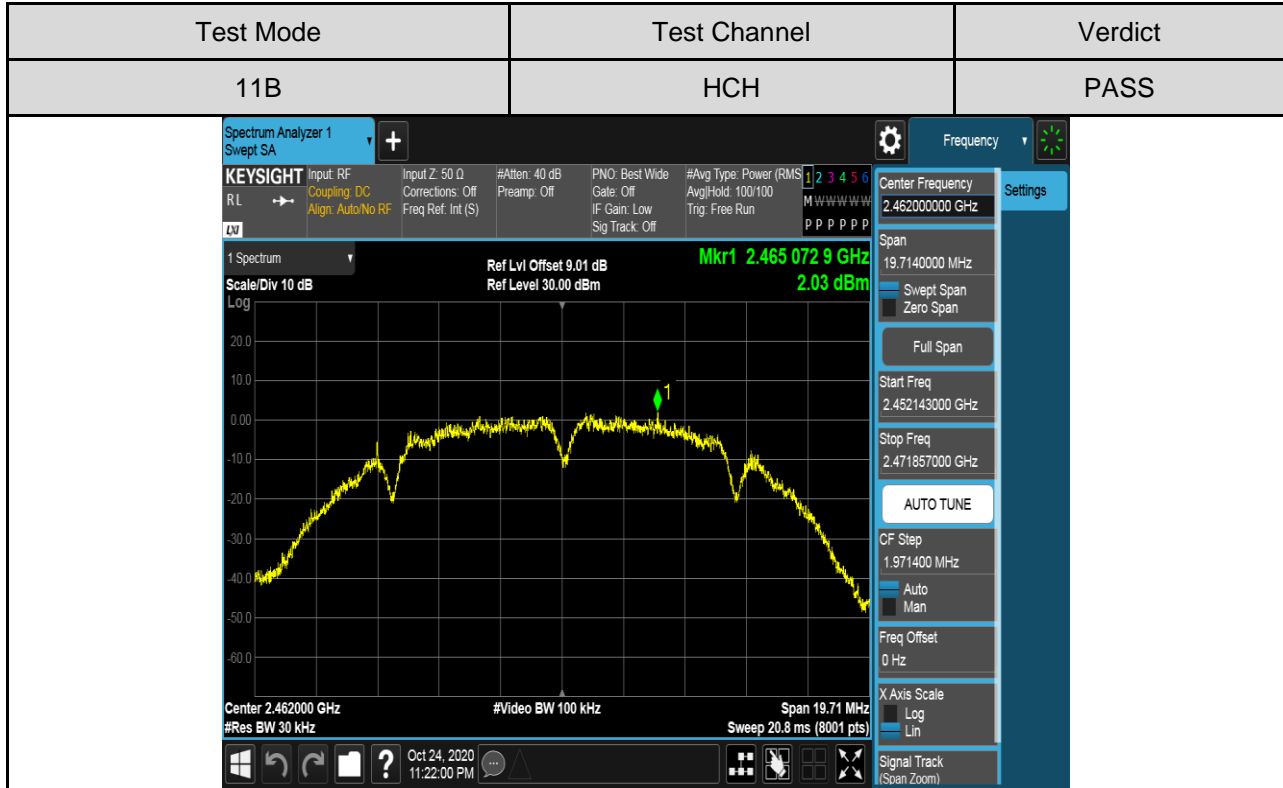 Test Mode Test Channel Verdict
11B HCH PASS
Spectrum Analyzer 1
Swept SA
+
Frequency
KEYSIGHT
RL
LXI
Input: RF
Coupling: DC
Align: Auto/No RF
Input Z: 50 Ω
Corrections: Off
Freq Ref: Int (S)
#Atten: 40 dB
Preamp: Off
PNO: Best Wide
Gate: Off
IF Gain: Low
Sig Track: Off
#Avg Type: Power (RMS
Avg|Hold: 100/100
Trig: Free Run
1 2 3 4 5 6
M W W W W W
P P P P P P
1 Spectrum
Scale/Div 10 dB
Ref Lvl Offset 9.01 dB
Ref Level 30.00 dBm
Mkr1 2.465 072 9 GHz
2.03 dBm
Log
20.0
10.0
0.00
-10.0
-20.0
-30.0
-40.0
-50.0
-60.0
1
Center 2.462000 GHz
#Res BW 30 kHz
#Video BW 100 kHz
Span 19.71 MHz
Sweep 20.8 ms (8001 pts)
?
Oct 24, 2020
11:22:00 PM
Center Frequency
2.462000000 GHz
Settings
Span
19.7140000 MHz
Swept Span
Zero Span
Full Span
Start Freq
2.452143000 GHz
Stop Freq
2.471857000 GHz
AUTO TUNE
CF Step
1.971400 MHz
Auto
Man
Freq Offset
0 Hz
X Axis Scale
Log
Lin
Signal Track
(Span Zoom)